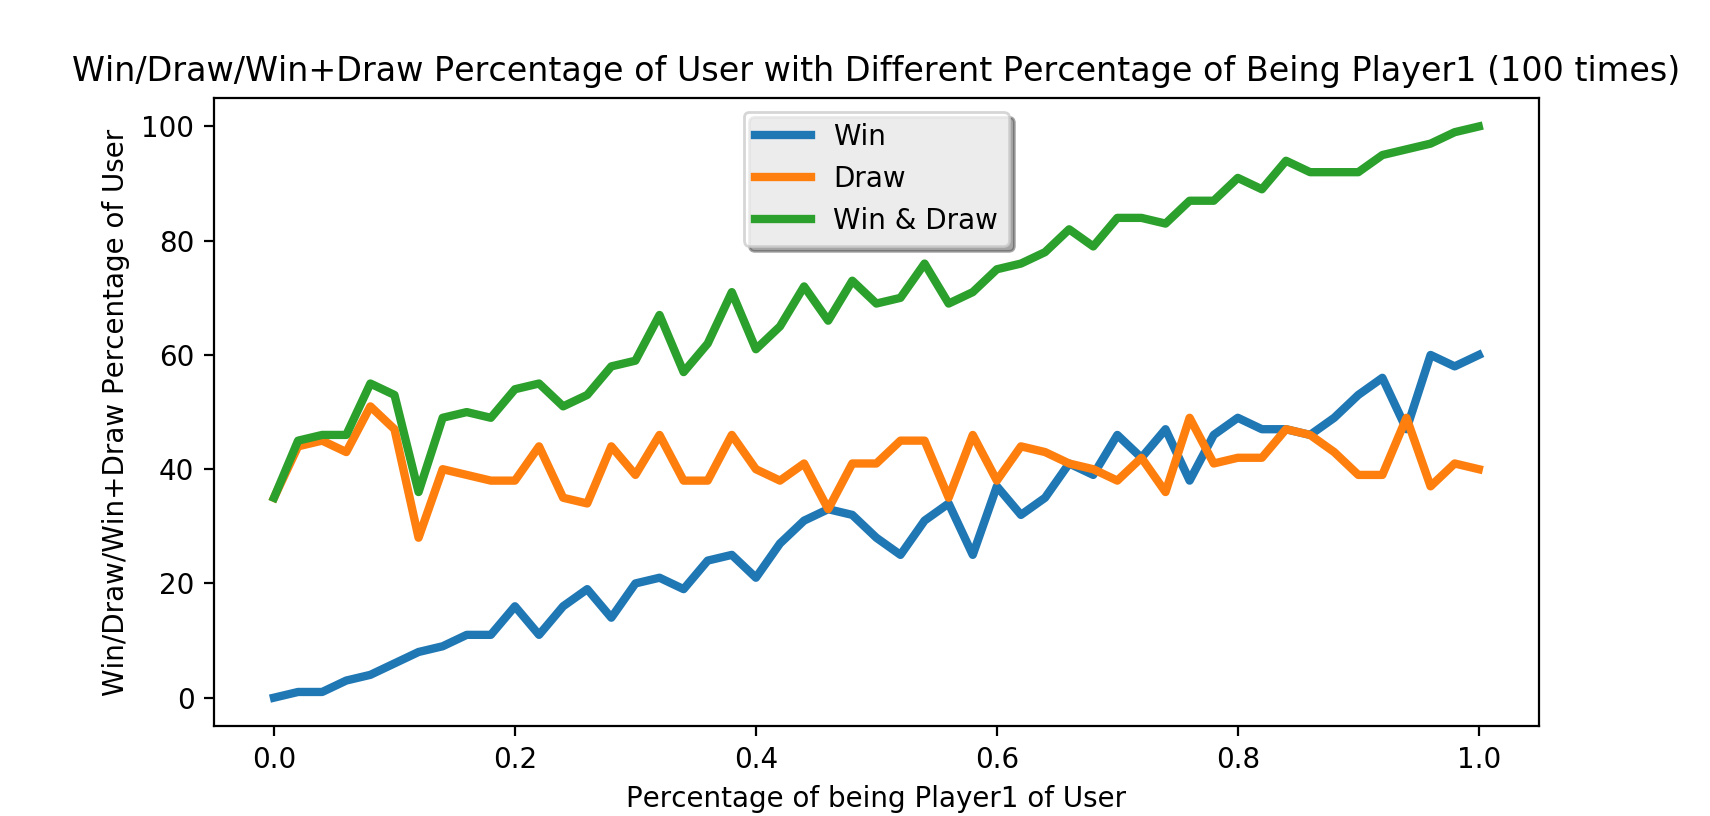 Win/Draw/Win+Draw Percentage of User with Different Percentage of Being Player1 (100 times)
Win/Draw/Win+Draw Percentage of User
100
80
60
40
20
0
Win
Draw
Win & Draw
0.0 0.2 0.4 0.6 0.8 1.0
Percentage of being Player1 of User